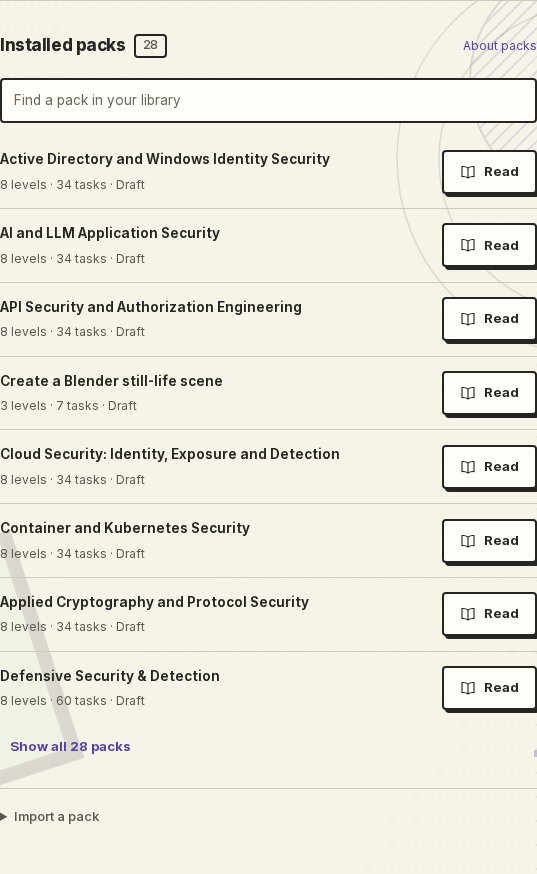 Installed packs 28 About packs
Find a pack in your library
Active Directory and Windows Identity Security
8 levels · 34 tasks · Draft
Read
AI and LLM Application Security
8 levels · 34 tasks · Draft
Read
API Security and Authorization Engineering
8 levels · 34 tasks · Draft
Read
Create a Blender still-life scene
3 levels · 7 tasks · Draft
Read
Cloud Security: Identity, Exposure and Detection
8 levels · 34 tasks · Draft
Read
Container and Kubernetes Security
8 levels · 34 tasks · Draft
Read
Applied Cryptography and Protocol Security
8 levels · 34 tasks · Draft
Read
Defensive Security & Detection
8 levels · 60 tasks · Draft
Read
Show all 28 packs
Import a pack